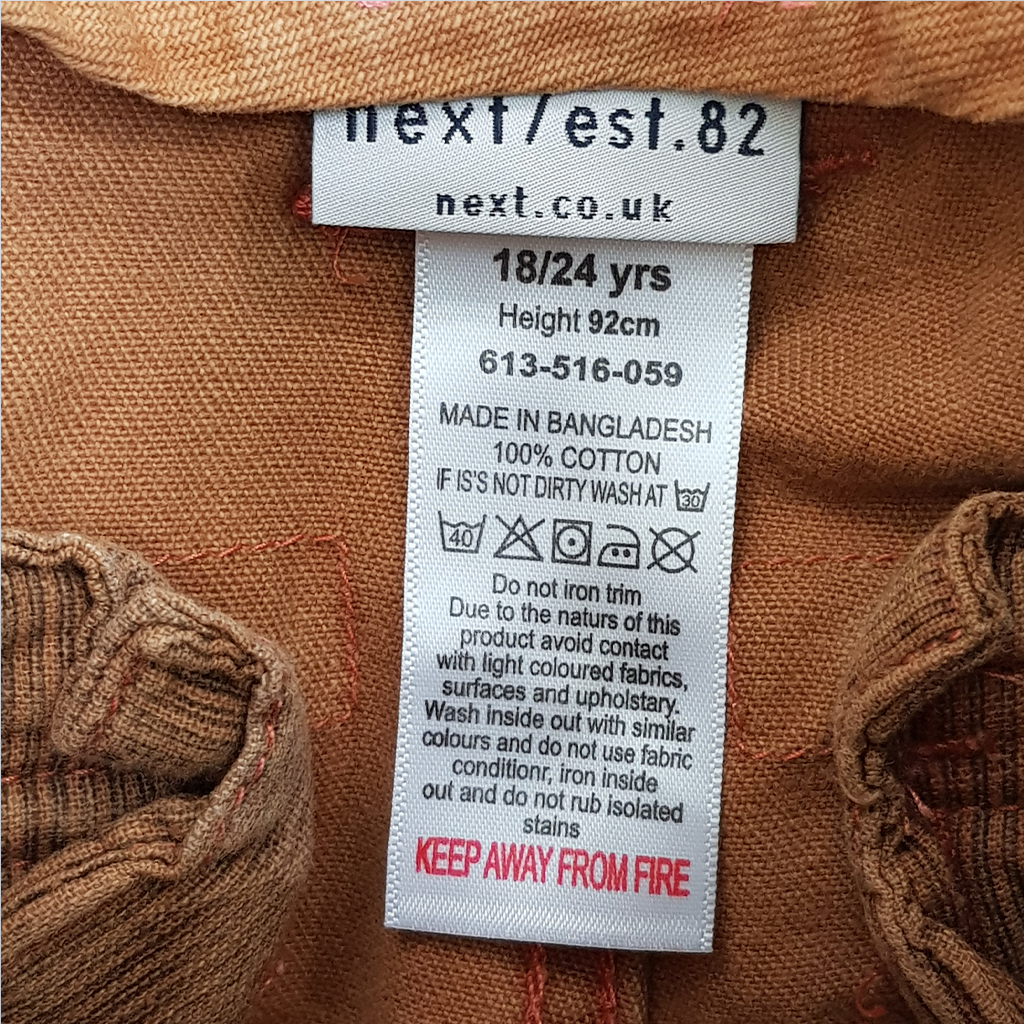 next/est.82
next.co.uk
18/24 yrs
Height 92cm
613-516-059
MADE IN BANGLADESH
100% COTTON
IF IS'S NOT DIRTY WASH AT 30
40
Do not iron trim
Due to the naturs of this
product avoid contact
with light coloured fabrics,
surfaces and upholstary.
Wash inside out with similar
colours and do not use fabric
conditionr, iron inside
out and do not rub isolated
stains
KEEP AWAY FROM FIRE